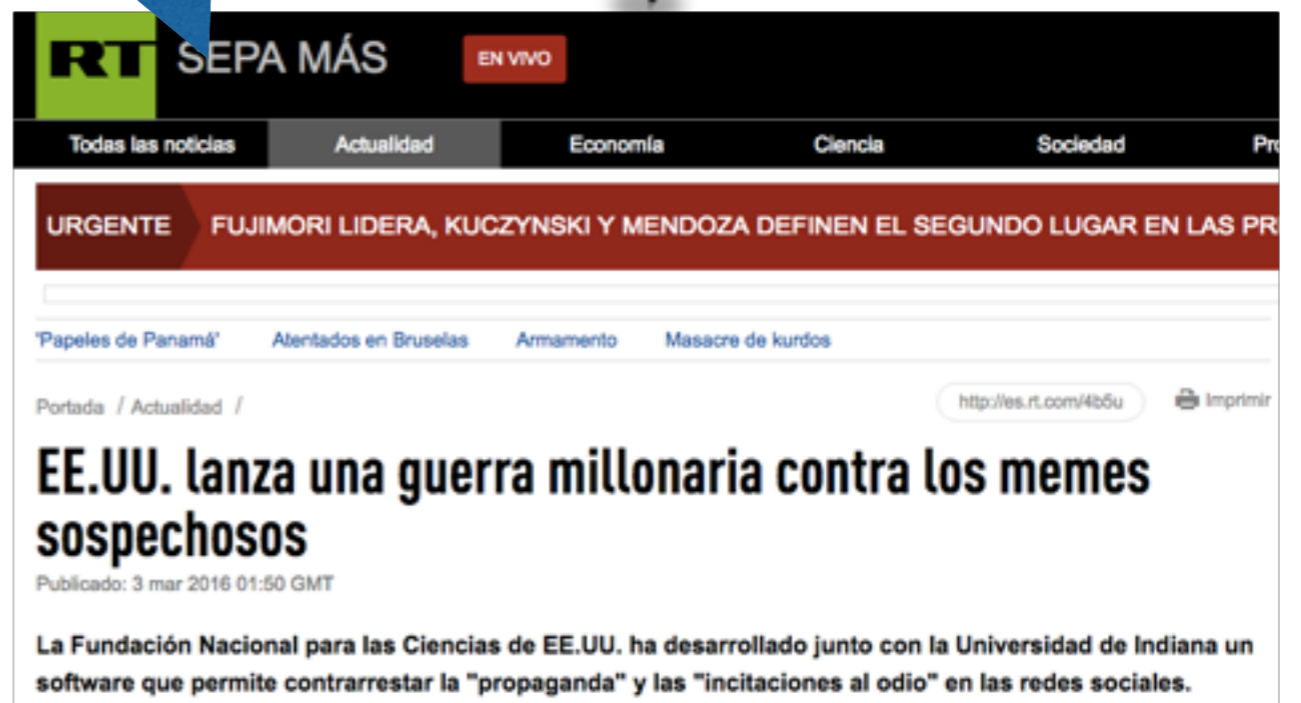 RT SEPA MÁS EN VIVO
Todas las noticias Actualidad Economía Ciencia Sociedad
URGENTE FUJIMORI LIDERA, KUCZYNSKI Y MENDOZA DEFINEN EL SEGUNDO LUGAR EN LAS
'Papeles de Panamá' Atentados en Bruselas Armamento Masacre de kurdos
Portada / Actualidad / http://es.rt.com/4b5u Imprimir
EE.UU. lanza una guerra millonaria contra los memes
sospechosos
Publicado: 3 mar 2016 01:50 GMT
La Fundación Nacional para las Ciencias de EE.UU. ha desarrollado junto con la Universidad de Indiana un
software que permite contrarrestar la "propaganda" y las "incitaciones al odio" en las redes sociales.